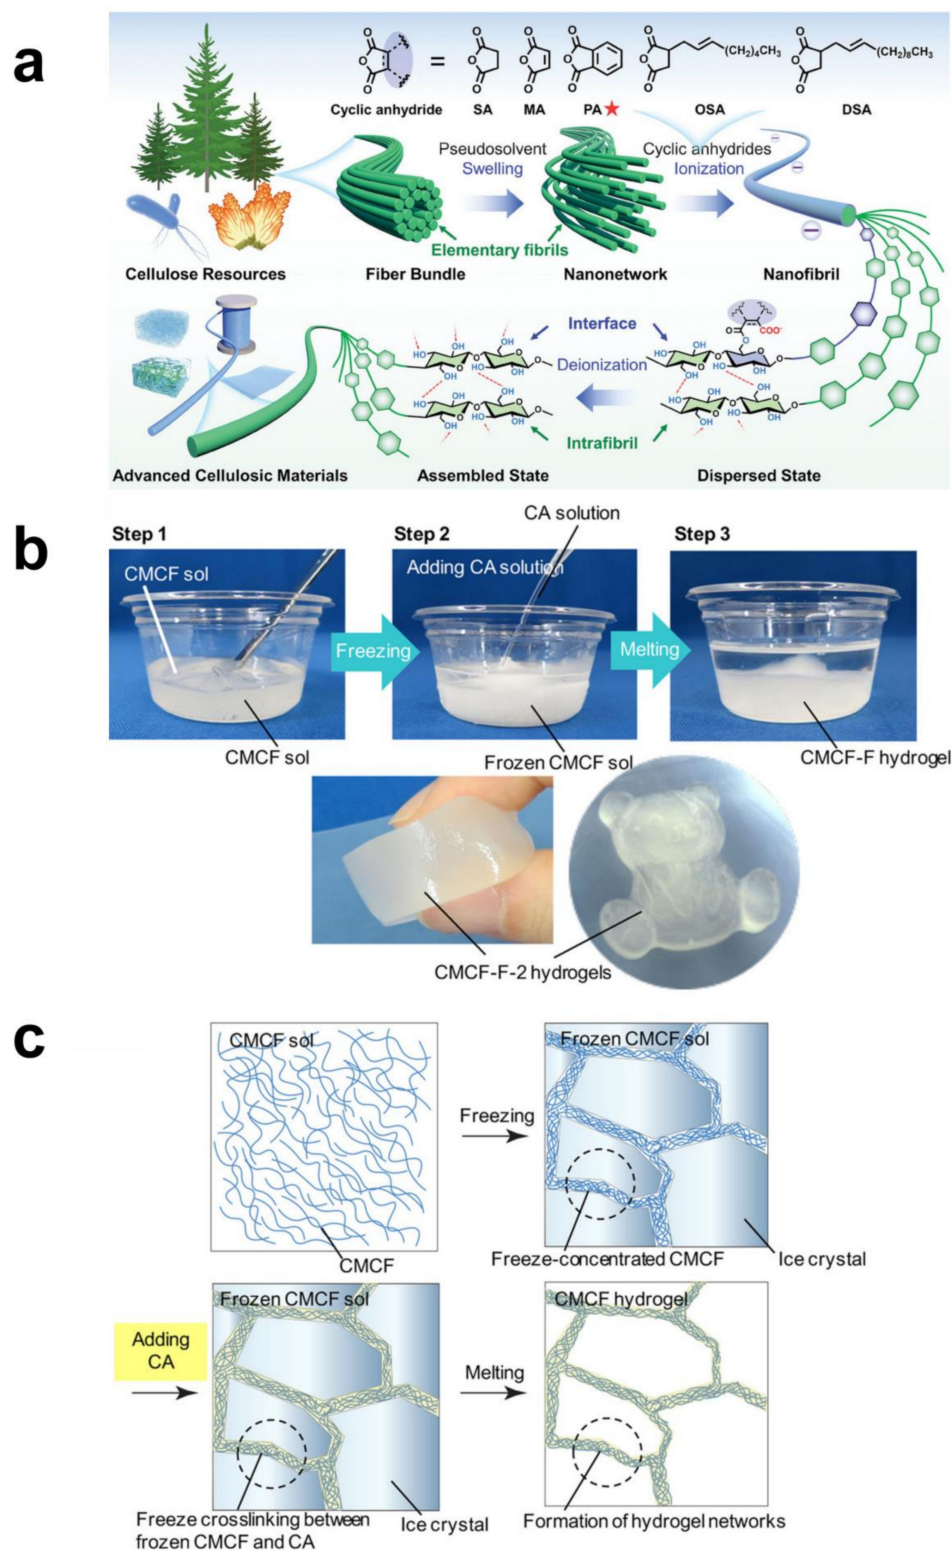 a
Cyclic anhydride
=
SA
MA
PA
OSA
DSA
(CH₂)₄CH₃
(CH₂)₈CH₃
Pseudosolvent
Swelling
Cyclic anhydrides
Ionization
Elementary fibrils
Cellulose Resources
Fiber Bundle
Nanonetwork
Nanofibril
Interface
Deionization
Intrafibril
COO⁻
Advanced Cellulosic Materials
Assembled State
Dispersed State
b
Step 1
CMCF sol
CMCF sol
Freezing
Step 2
CA solution
Adding CA solution
Frozen CMCF sol
Melting
Step 3
CMCF-F hydrogel
CMCF-F-2 hydrogels
c
CMCF sol
CMCF
Freezing
Frozen CMCF sol
Freeze-concentrated CMCF
Ice crystal
Adding
CA
Frozen CMCF sol
Freeze crosslinking between
frozen CMCF and CA
Ice crystal
Melting
CMCF hydrogel
Formation of hydrogel networks